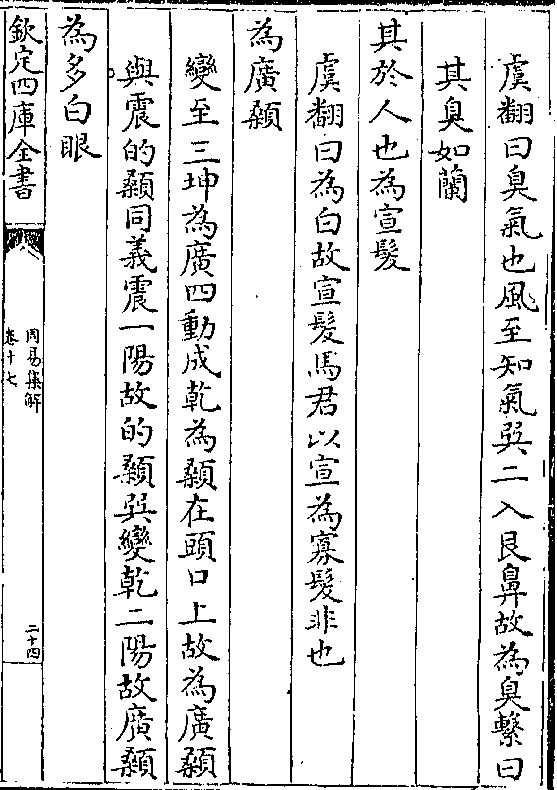 虞翻曰臭氣也風至知氣巽二入艮鼻故為臭繫曰
其臭如蘭
其於人也為宣髮
虞翻曰為白故宣髮馬君以宣為寡髮非也
為廣顙
變至三坤為廣四動成乾為顙在頭口上故為廣顙
與震的顙同義震一陽故的顙巽變乾二陽故廣顙
為多白眼
欽定四庫全書
周易集解
卷十七
二十四